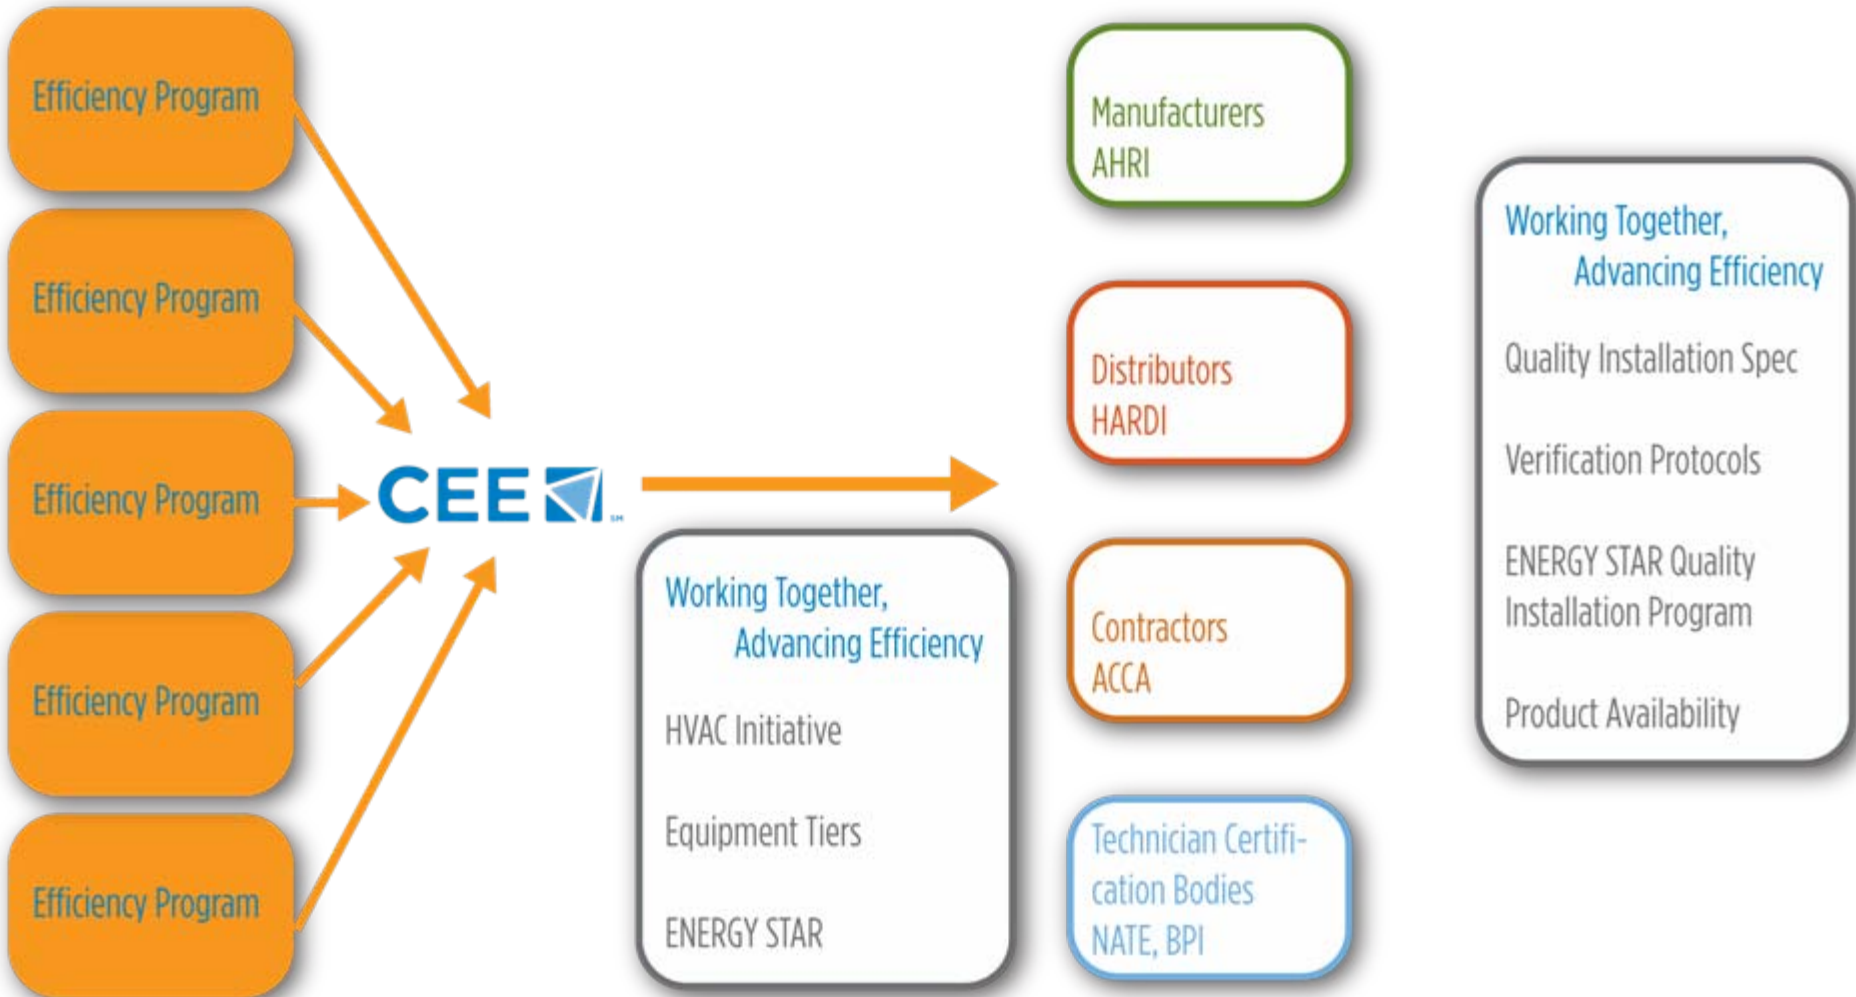 Efficiency Program
Efficiency Program
Efficiency Program
Efficiency Program
Efficiency Program
CEE
SM
Working Together,
Advancing Efficiency
HVAC Initiative
Equipment Tiers
ENERGY STAR
Manufacturers
AHRI
Distributors
HARDI
Contractors
ACCA
Technician Certifi-
cation Bodies
NATE, BPI
Working Together,
Advancing Efficiency
Quality Installation Spec
Verification Protocols
ENERGY STAR Quality
Installation Program
Product Availability